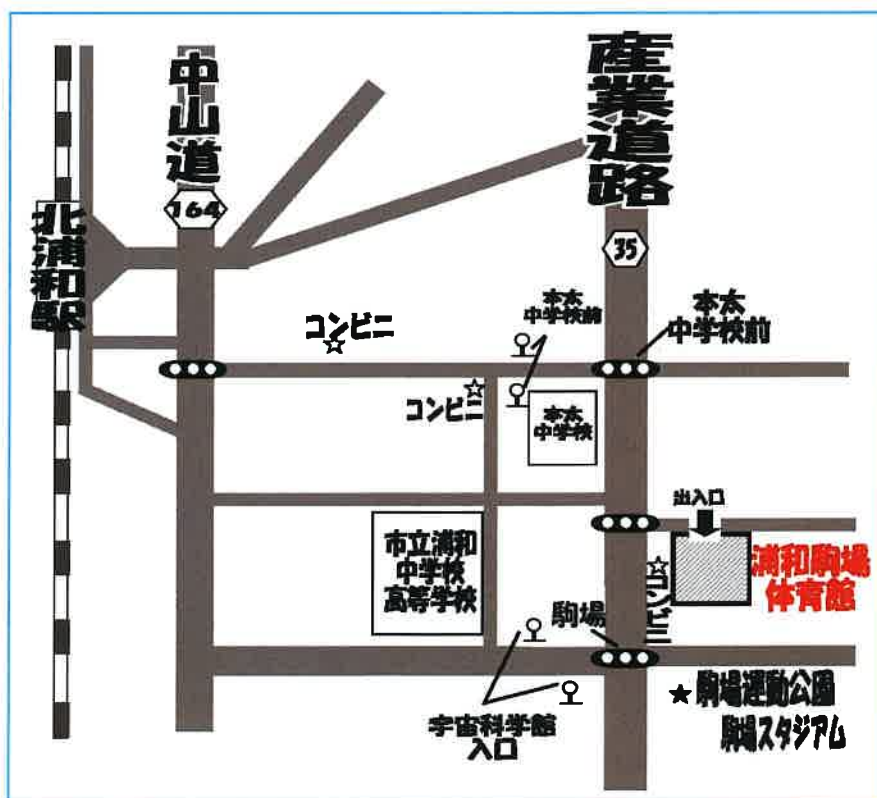 中山道
164
産業道路
35
北浦和駅
コンビニ
本太
中学校前
本太
中学校前
コンビニ
本太
中学校
出入口
市立浦和
中学校
高等学校
コンビニ
浦和駒場
体育館
駒場
宇宙科学館
入口
★駒場運動公園
駒場スタジアム